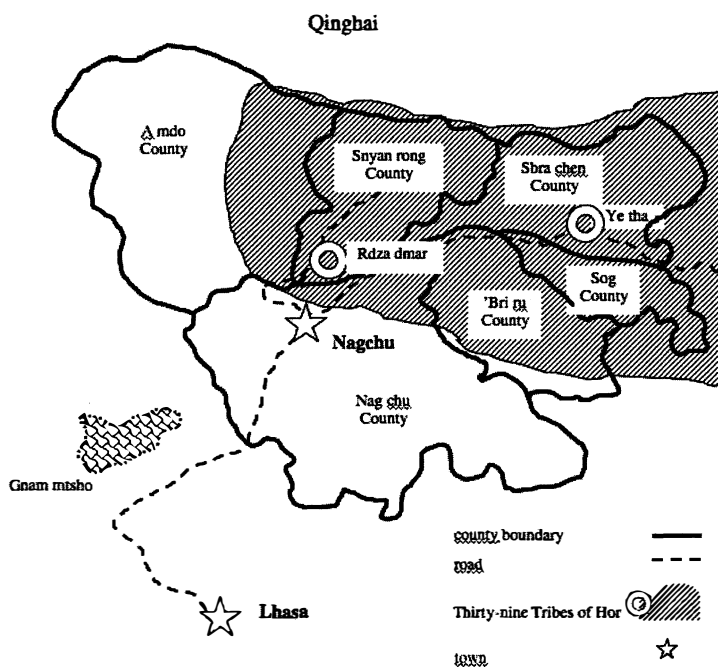 Qinghai
A mdo
County
Snyan rong
County
Sbra chen
County
Ye tha
Rdza dmar
Sog
County
'Bri ru
County
Nagchu
Nag chu
County
Gnam mtsho
Lhasa
county boundary
road
Thirty-nine Tribes of Hor
town